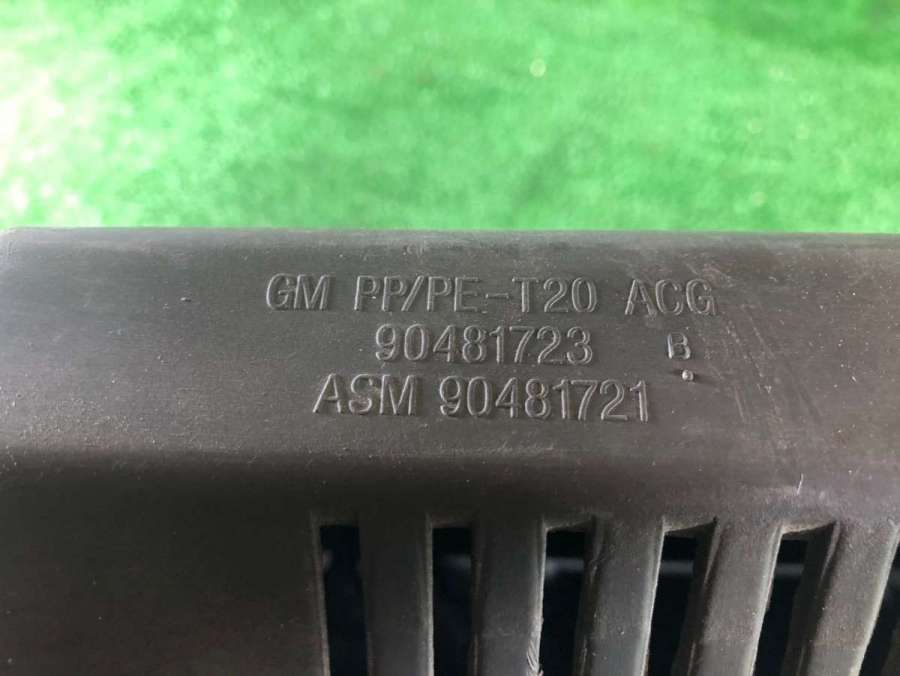 GM PP/PE-T20 ACG
90481723 B
ASM 90481721